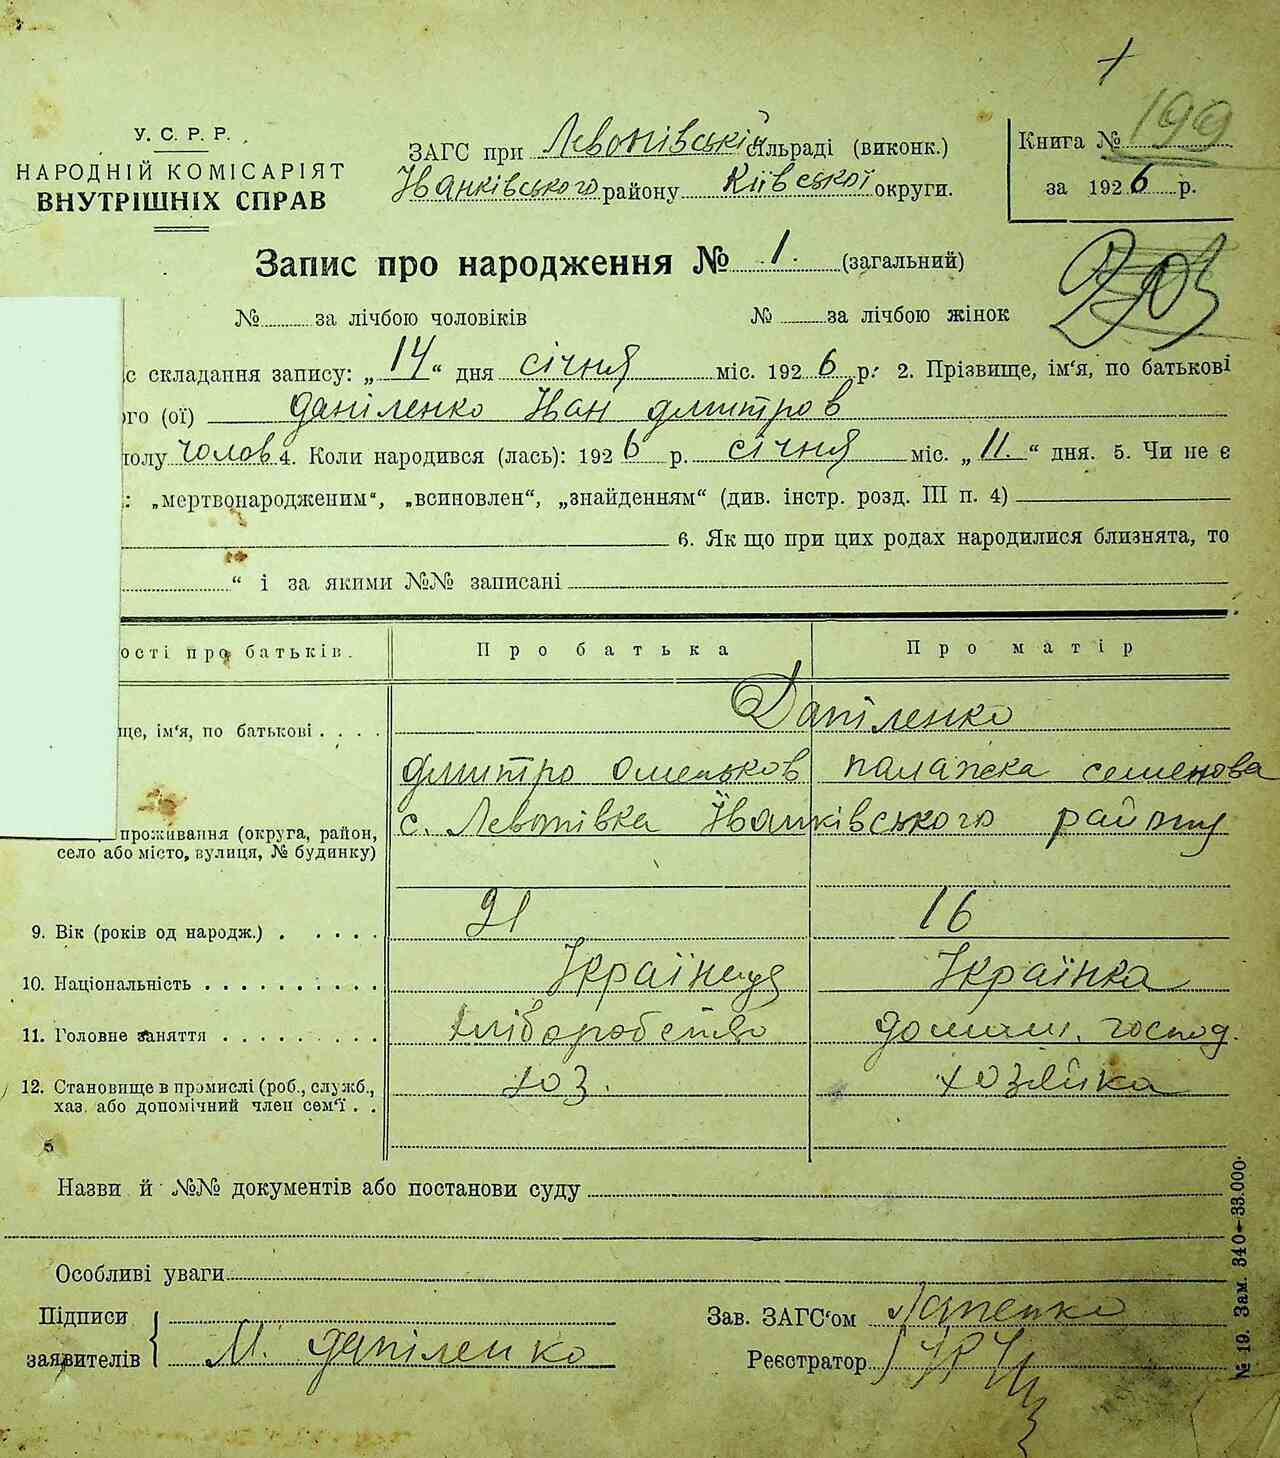 У. С. Р. Р.
НАРОДНІЙ КОМІСАРІЯТ
ВНУТРІШНІХ СПРАВ
ЗАГС при Левонівській сільраді (виконк.)
Іванківського району Київської округи.
Книга № 199
за 1926 р.
203
Запис про народження № 1. (загальний)
№ за лічбою чоловіків № за лічбою жінок
с складання запису: „14“ дня січня міс. 1926 р. 2. Прізвище, ім'я, по батькові
го (ої) Даніленко Іван Дмитров
полу чолов 4. Коли народився (лась): 1926 р. січня міс. „11.“ дня. 5. Чи не є
: „мертвонародженим“, „всиновлен“, „знайденням“ (див. інстр. розд. III п. 4)
6. Як що при цих родах народилися близнята, то
“ і за якими №№ записані
ості про батьків. Про батька Про матір
ще, ім'я, по батькові Даніленко
Дмитро Омельков Палажка Семенова
проживання (округа, район, с. Левонівка Іванківського району
село або місто, вулиця, № будинку)
9. Вік (років од народж.) 21 16
10. Національність Українець Українка
11. Головне заняття хліборобство домаш. господ.
12. Становище в промислі (роб., служб., хоз. хозяйка
хаз. або допомічний член сем'ї
Назви й №№ документів або постанови суду
Особливі уваги
Підписи
заявителів М. Даніленко
Зав. ЗАГС'ом Лапенко
Реєстратор
№ 19. Зам. 340—33.000.